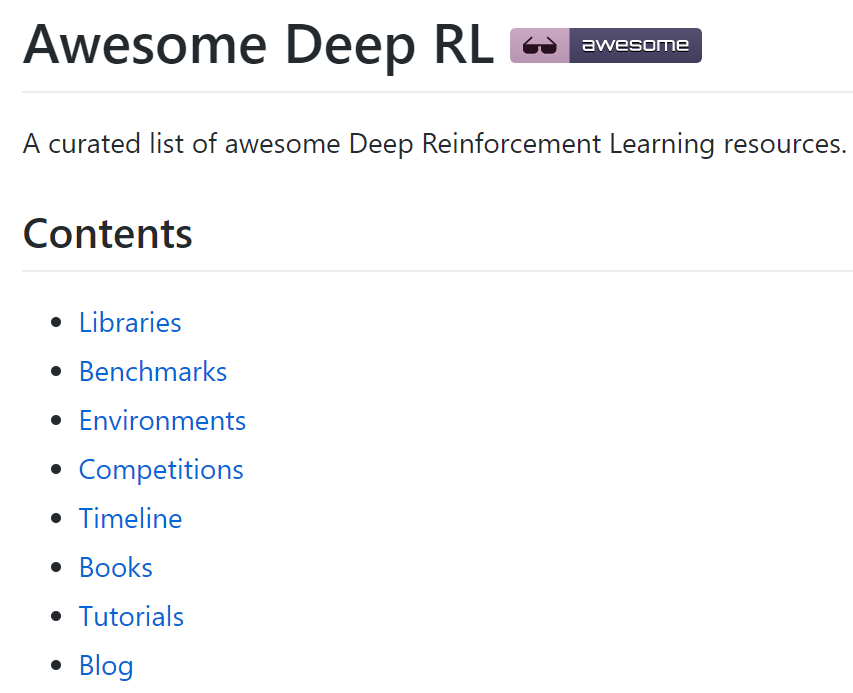 Awesome Deep RL awesome
A curated list of awesome Deep Reinforcement Learning resources.
Contents
Libraries
Benchmarks
Environments
Competitions
Timeline
Books
Tutorials
Blog